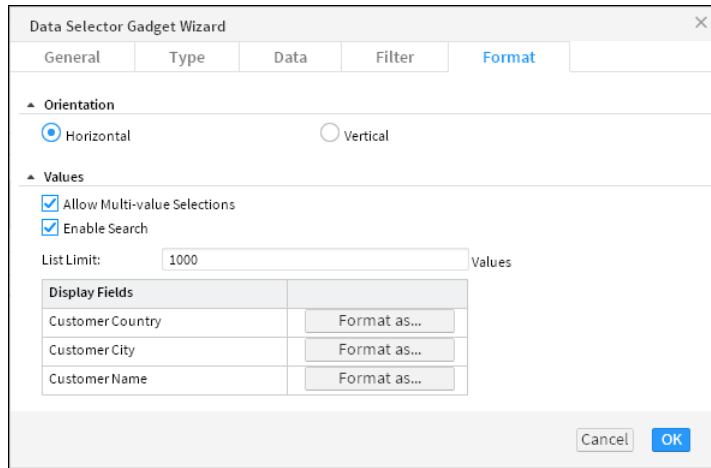 Data Selector Gadget Wizard
General Type Data Filter Format
Orientation
Horizontal Vertical
Values
Allow Multi-value Selections
Enable Search
List Limit: 1000 Values
Display Fields
Customer Country Format as...
Customer City Format as...
Customer Name Format as...
Cancel OK